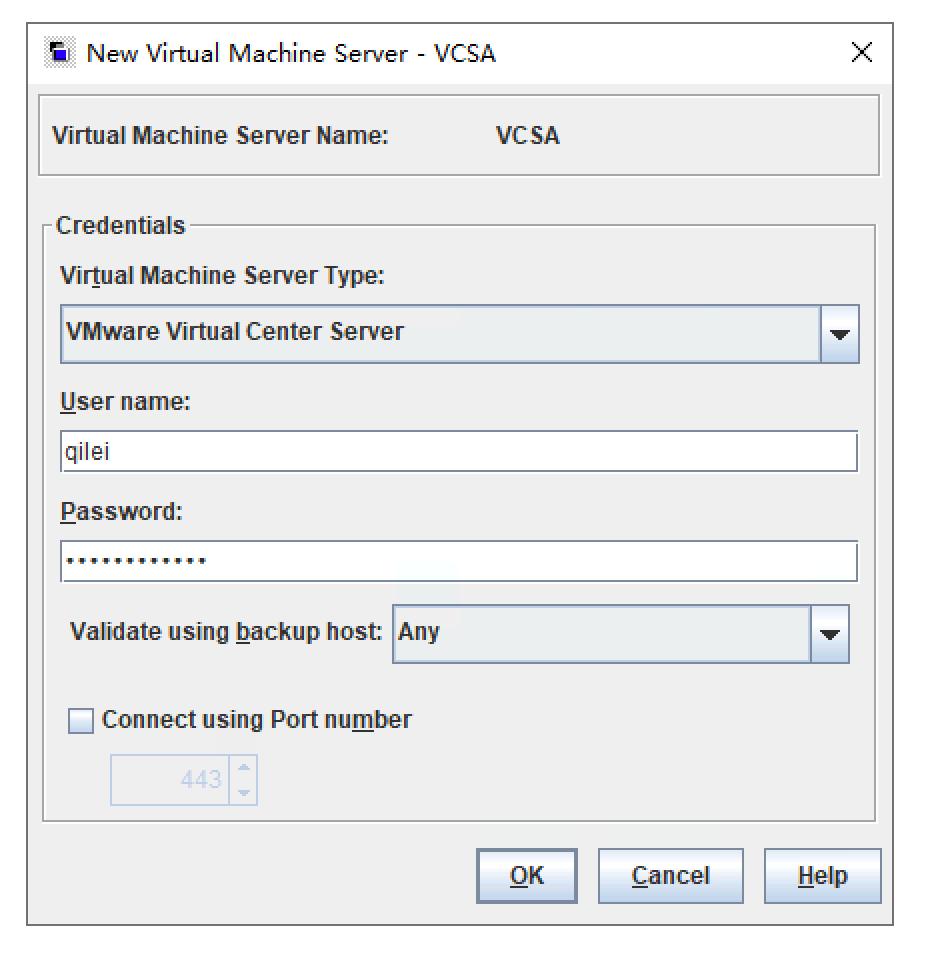 New Virtual Machine Server - VCSA
Virtual Machine Server Name: VCSA
Credentials
Virtual Machine Server Type:
VMware Virtual Center Server
User name:
qilei
Password:
••••••••••••
Validate using backup host: Any
Connect using Port number
443
OK Cancel Help